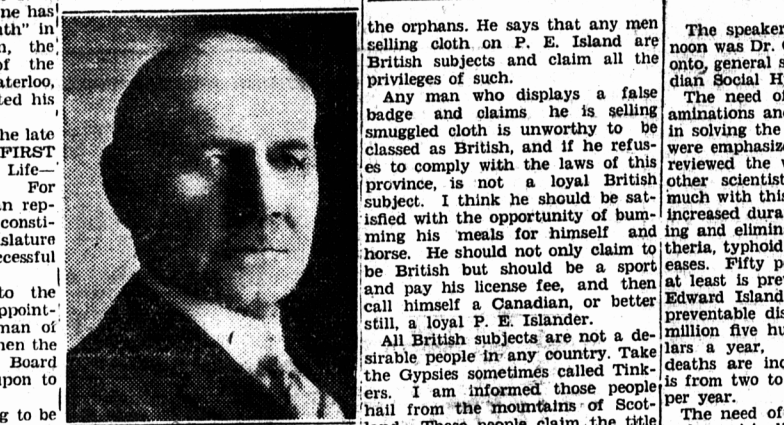 ne has
uth" in
n, the
of the
aterloo,
ted his
he late
FIRST
Life—
For
an rep-
consti-
slature
ccessful
to the
appoint-
man of
hen the
Board
upon to
g to be
the orphans. He says that any men
selling cloth on P. E. Island are
British subjects and claim all the
privileges of such.
Any man who displays a false
badge and claims he is selling
smuggled cloth is unworthy to be
classed as British, and if he refus-
es to comply with the laws of this
province, is not a loyal British
subject. I think he should be sat-
isfied with the opportunity of bum-
ming his meals for himself and
horse. He should not only claim to
be British but should be a sport
and pay his license fee, and then
call himself a Canadian, or better
still, a loyal P. E. Islander.
All British subjects are not a de-
sirable people in any country. Take
the Gypsies sometimes called Tink-
ers. I am informed those people
hail from the mountains of Scot-
land. These people claim the title
The speaker
noon was Dr.
onto, general s
dian Social H
The need of
aminations and
in solving the
were emphasiz
reviewed the
other scientist
much with this
increased dura
ing and elimin
theria, typhoid
eases. Fifty p
at least is pre
Edward Island
preventable dis
million five hu
lars a year,
deaths are inc
is from two to
per year.
The need of